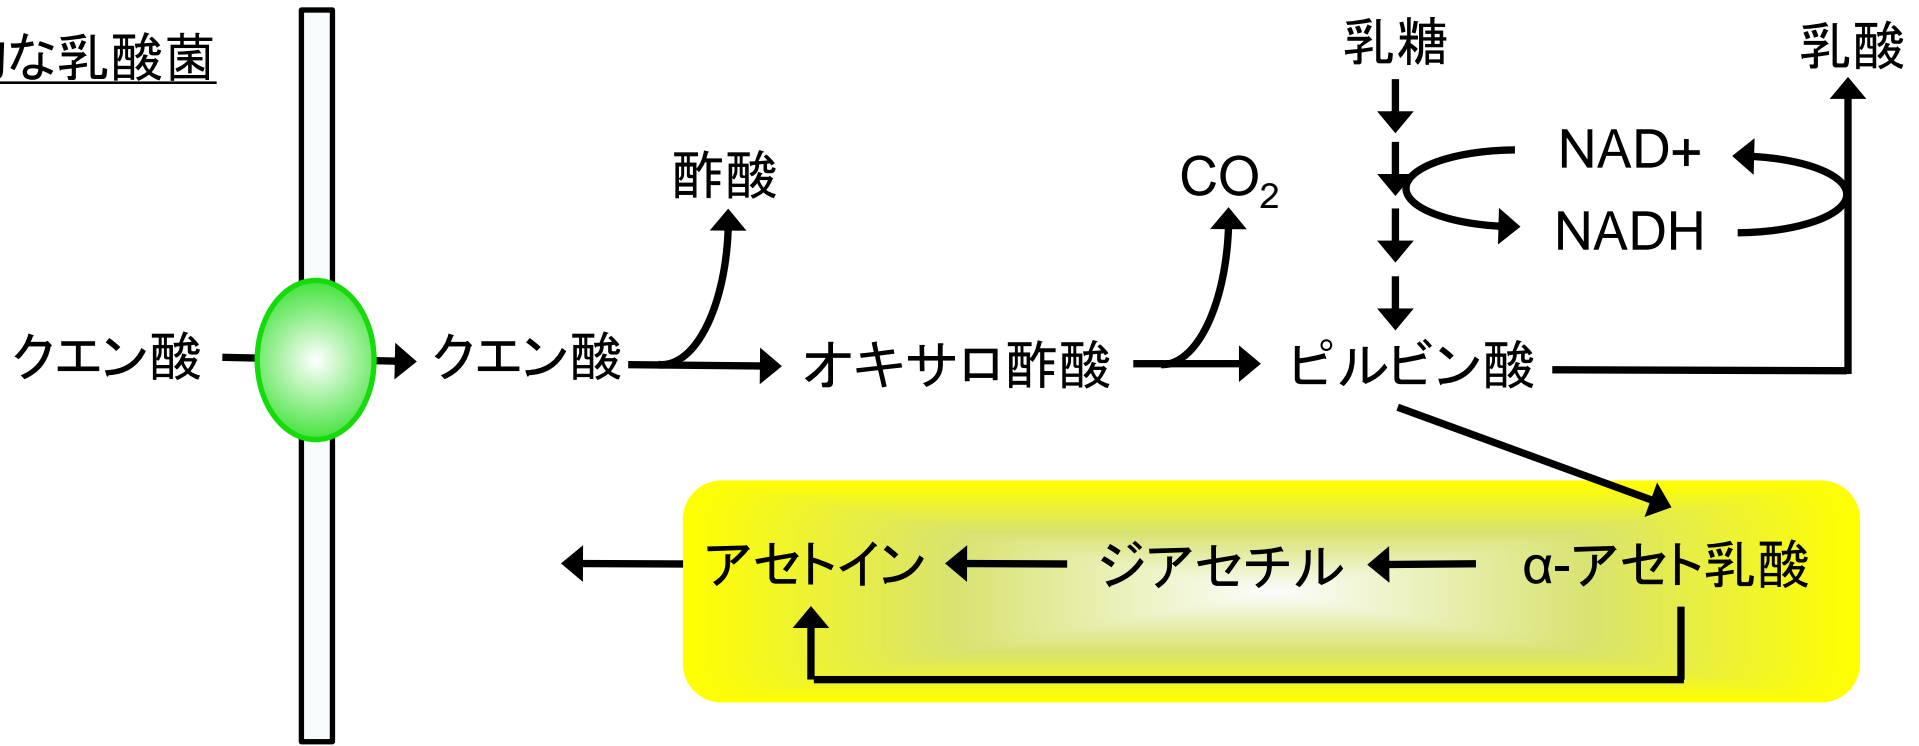 な乳酸菌
乳糖
乳酸
NAD+
酢酸
CO2
NADH
クエン酸
クエン酸
オキサロ酢酸
ピルビン酸
アセトイン
ジアセチル
α-アセト乳酸